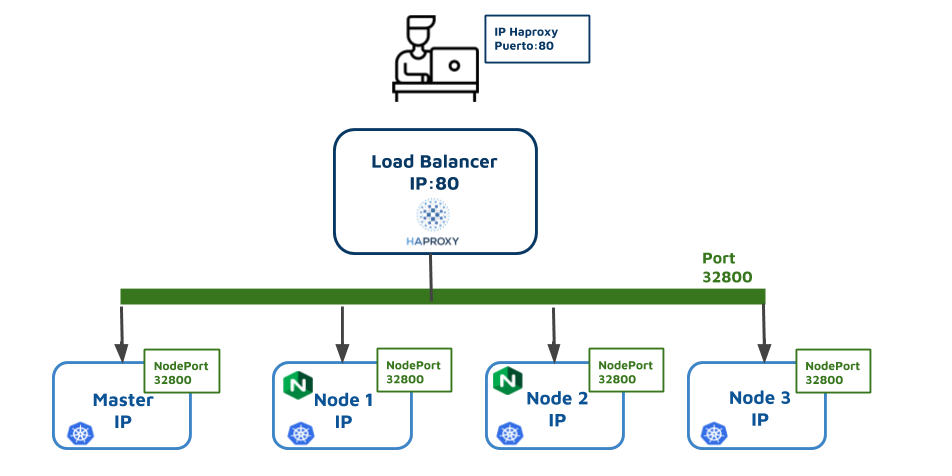 IP Haproxy
Puerto:80
Load Balancer
IP:80
HAPROXY
Port
32800
NodePort
32800
Master
IP
NodePort
32800
N
Node 1
IP
NodePort
32800
N
Node 2
IP
NodePort
32800
Node 3
IP